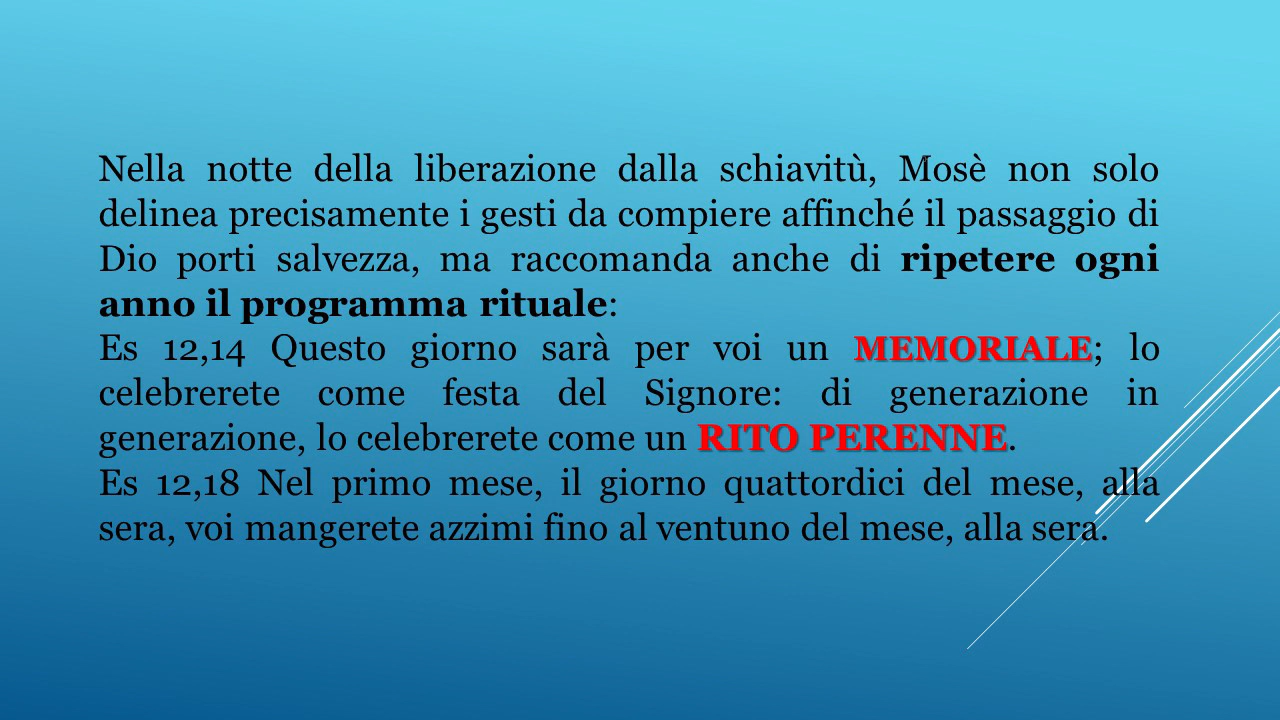 Nella notte della liberazione dalla schiavitù, Mosè non solo
delinea precisamente i gesti da compiere affinché il passaggio di
Dio porti salvezza, ma raccomanda anche di ripetere ogni
anno il programma rituale:
Es 12,14 Questo giorno sarà per voi un MEMORIALE; lo
celebrerete come festa del Signore: di generazione in
generazione, lo celebrerete come un RITO PERENNE.
Es 12,18 Nel primo mese, il giorno quattordici del mese, alla
sera, voi mangerete azzimi fino al ventuno del mese, alla sera.